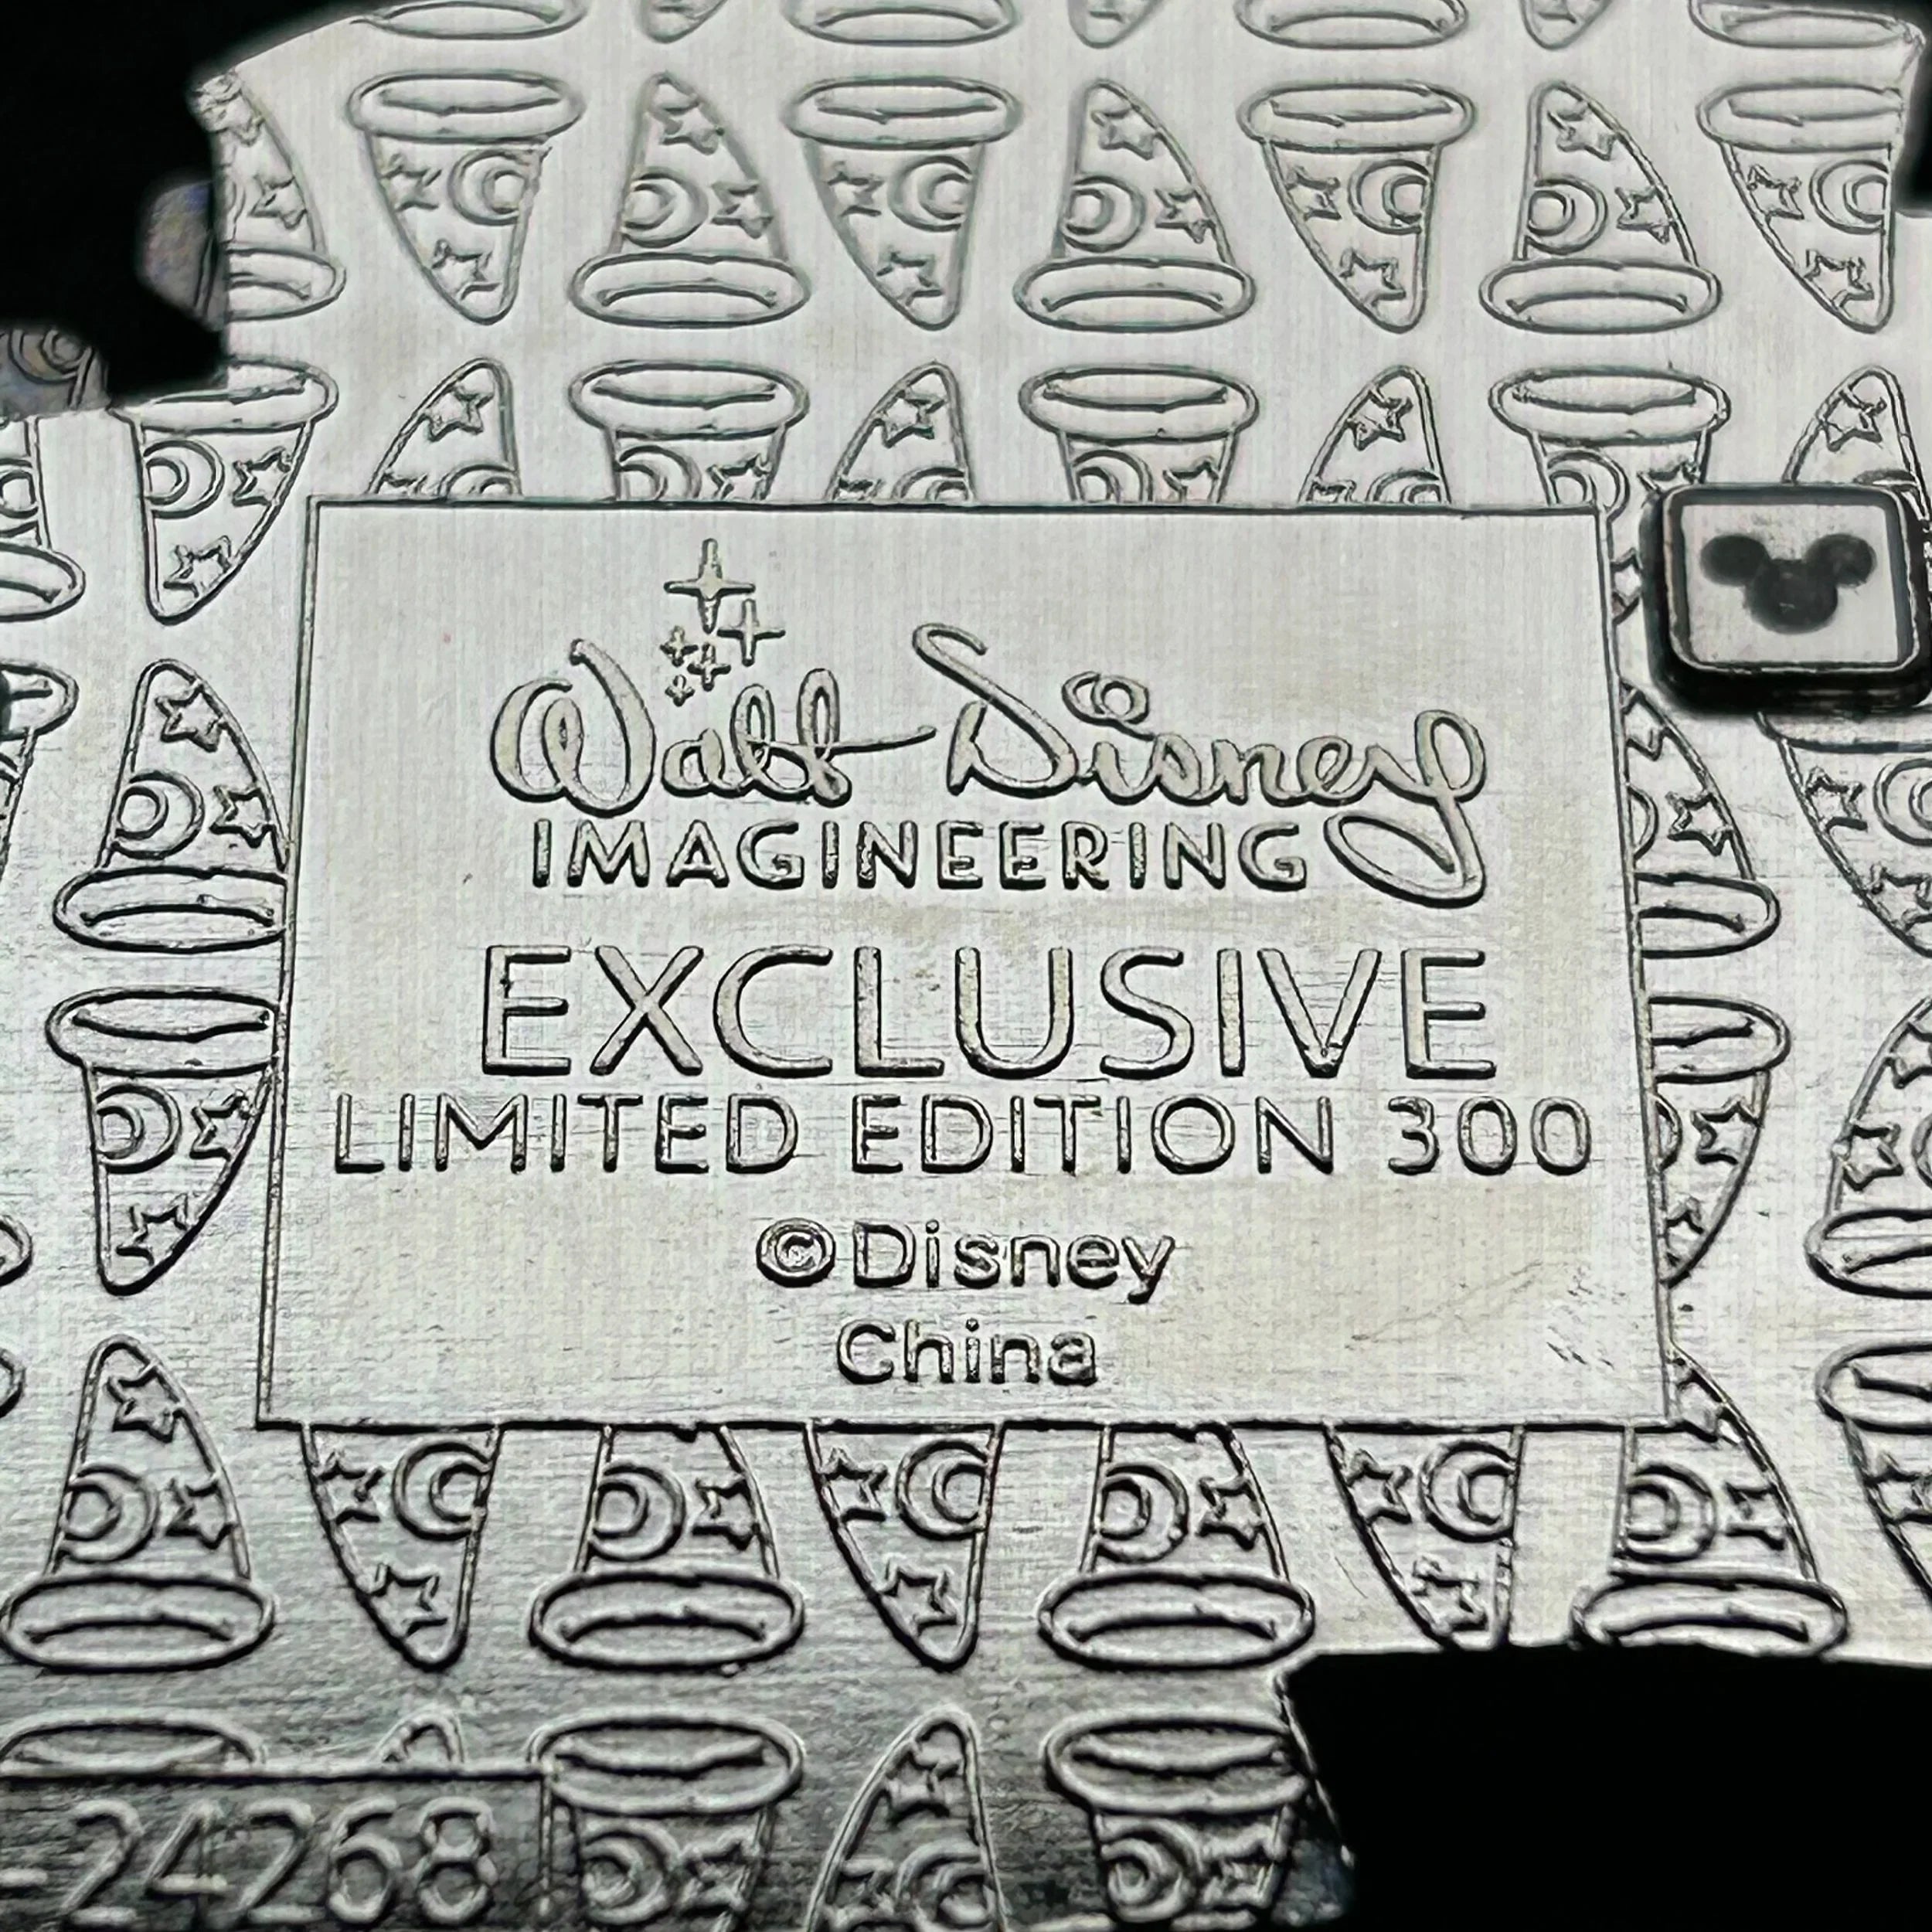 Walt Disney
IMAGINEERING
EXCLUSIVE
LIMITED EDITION 300
©Disney
China
-24268